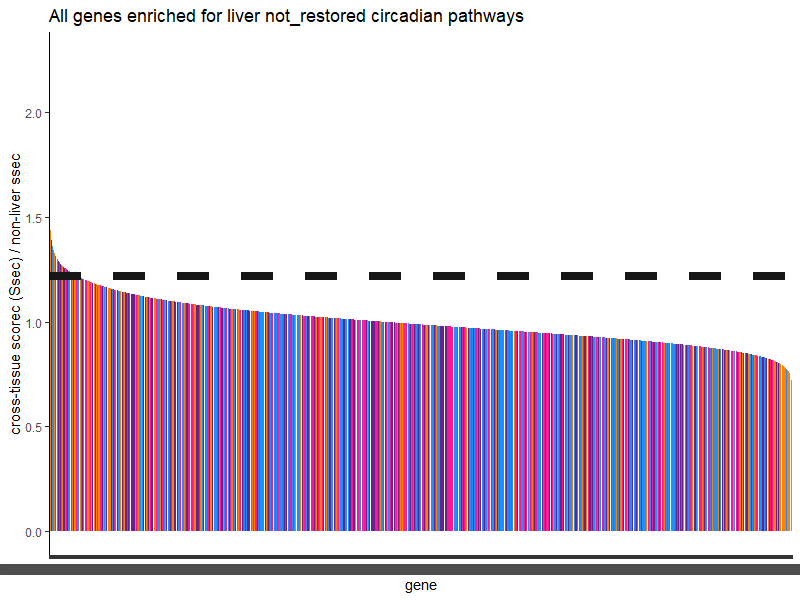 All genes enriched for liver not_restored circadian pathways
cross-tissue scorec (Ssec) / non-liver ssec
2.0
1.5
1.0
0.5
0.0
gene